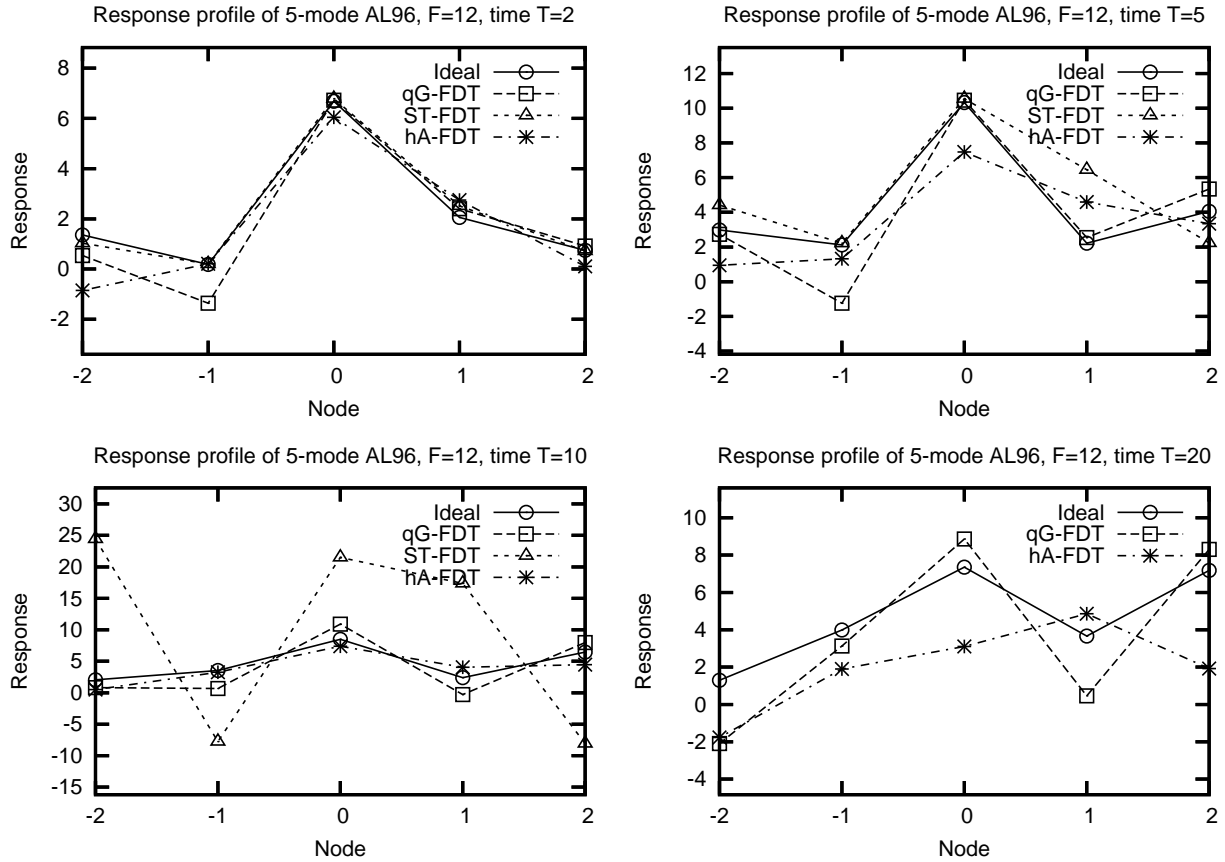 Response profile of 5-mode AL96, F=12, time T=2
8
6
4
2
0
-2
Response
Ideal
qG-FDT
ST-FDT
hA-FDT
-2 -1 0 1 2
Node
Response profile of 5-mode AL96, F=12, time T=5
12
10
8
6
4
2
0
-2
-4
Response
Ideal
qG-FDT
ST-FDT
hA-FDT
-2 -1 0 1 2
Node
Response profile of 5-mode AL96, F=12, time T=10
30
25
20
15
10
5
0
-5
-10
-15
Response
Ideal
qG-FDT
ST-FDT
hA-FDT
-2 -1 0 1 2
Node
Response profile of 5-mode AL96, F=12, time T=20
10
8
6
4
2
0
-2
-4
Response
Ideal
qG-FDT
hA-FDT
-2 -1 0 1 2
Node